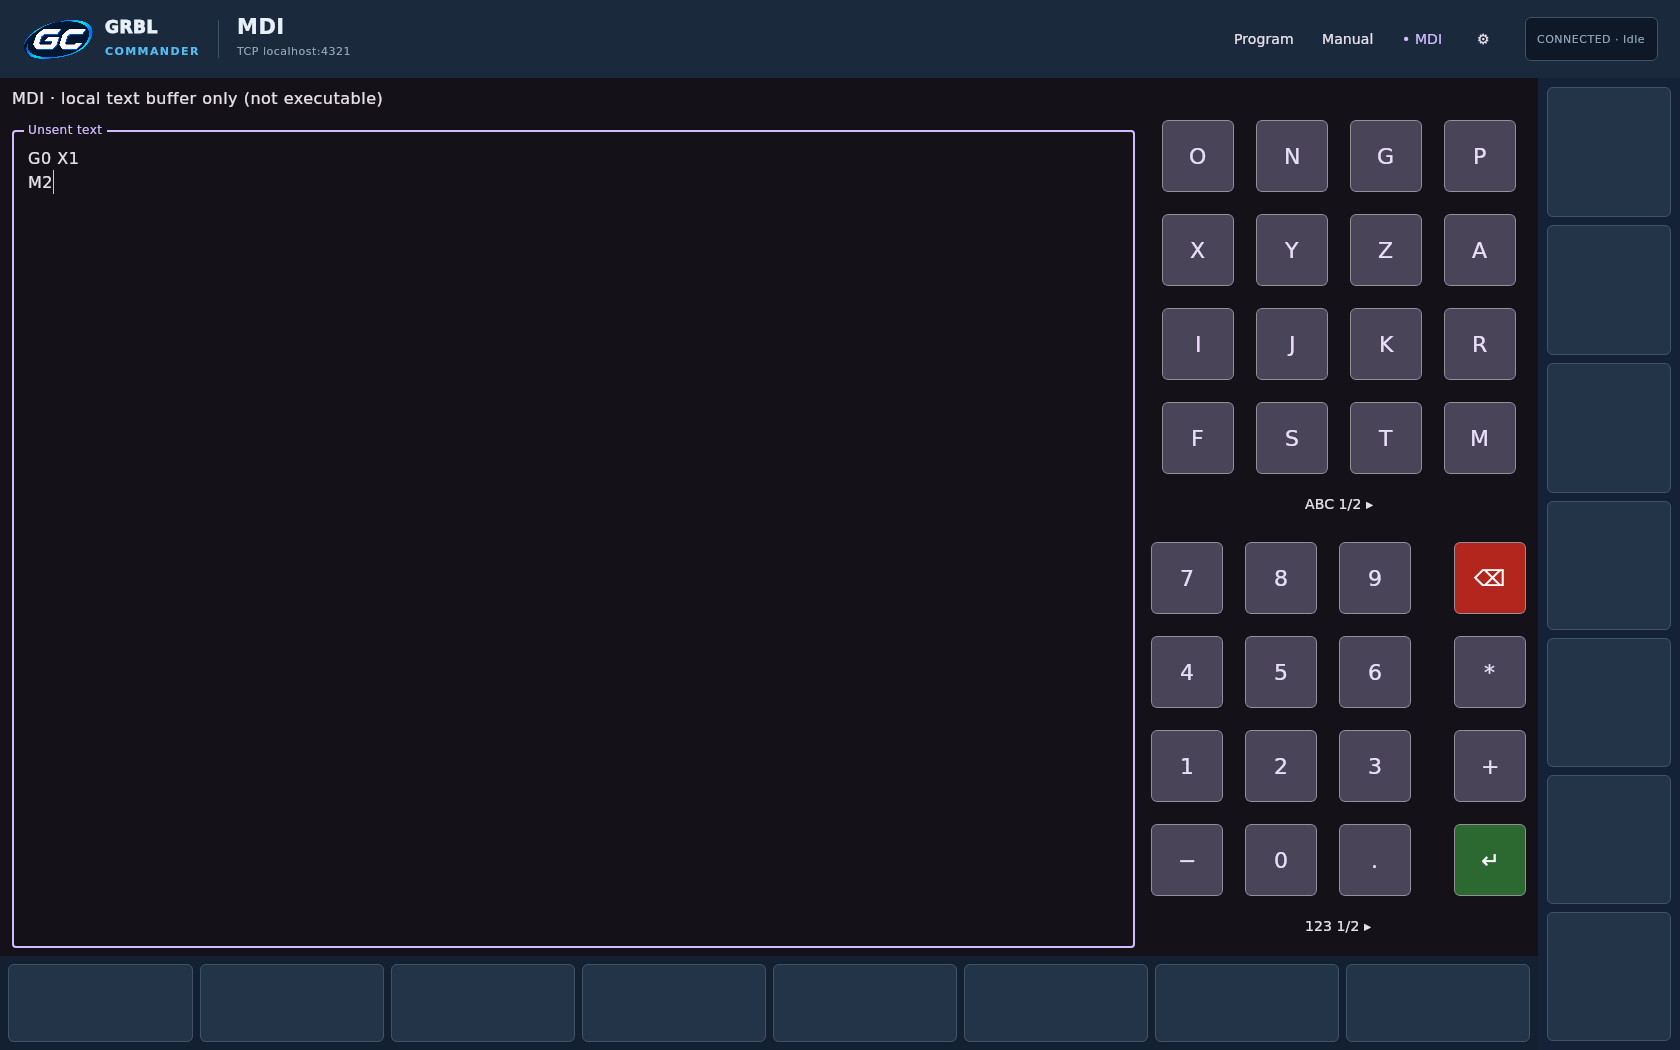 GC GRBL
COMMANDER
MDI
TCP localhost:4321
Program Manual • MDI ⚙ CONNECTED · Idle
MDI · local text buffer only (not executable)
Unsent text
G0 X1
M2
O N G P
X Y Z A
I J K R
F S T M
ABC 1/2 ▸
7 8 9 ⌫
4 5 6 *
1 2 3 +
− 0 . ↵
123 1/2 ▸